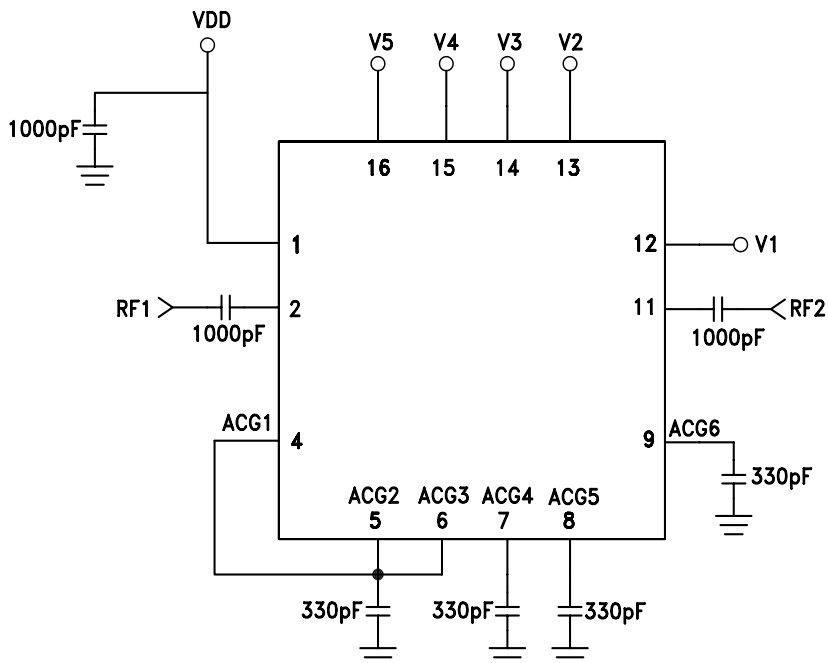 VDD
V5 V4 V3 V2
1000pF
16 15 14 13
1 12 V1
RF1 2 11 RF2
1000pF 1000pF
ACG1 4 9 ACG6
330pF
ACG2 ACG3 ACG4 ACG5
5 6 7 8
330pF 330pF 330pF